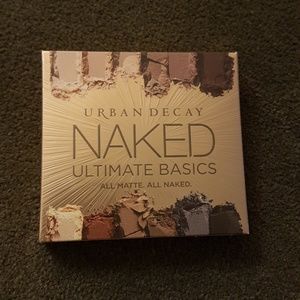 URBAN DECAY
NAKED
ULTIMATE BASICS
ALL MATTE. ALL NAKED.